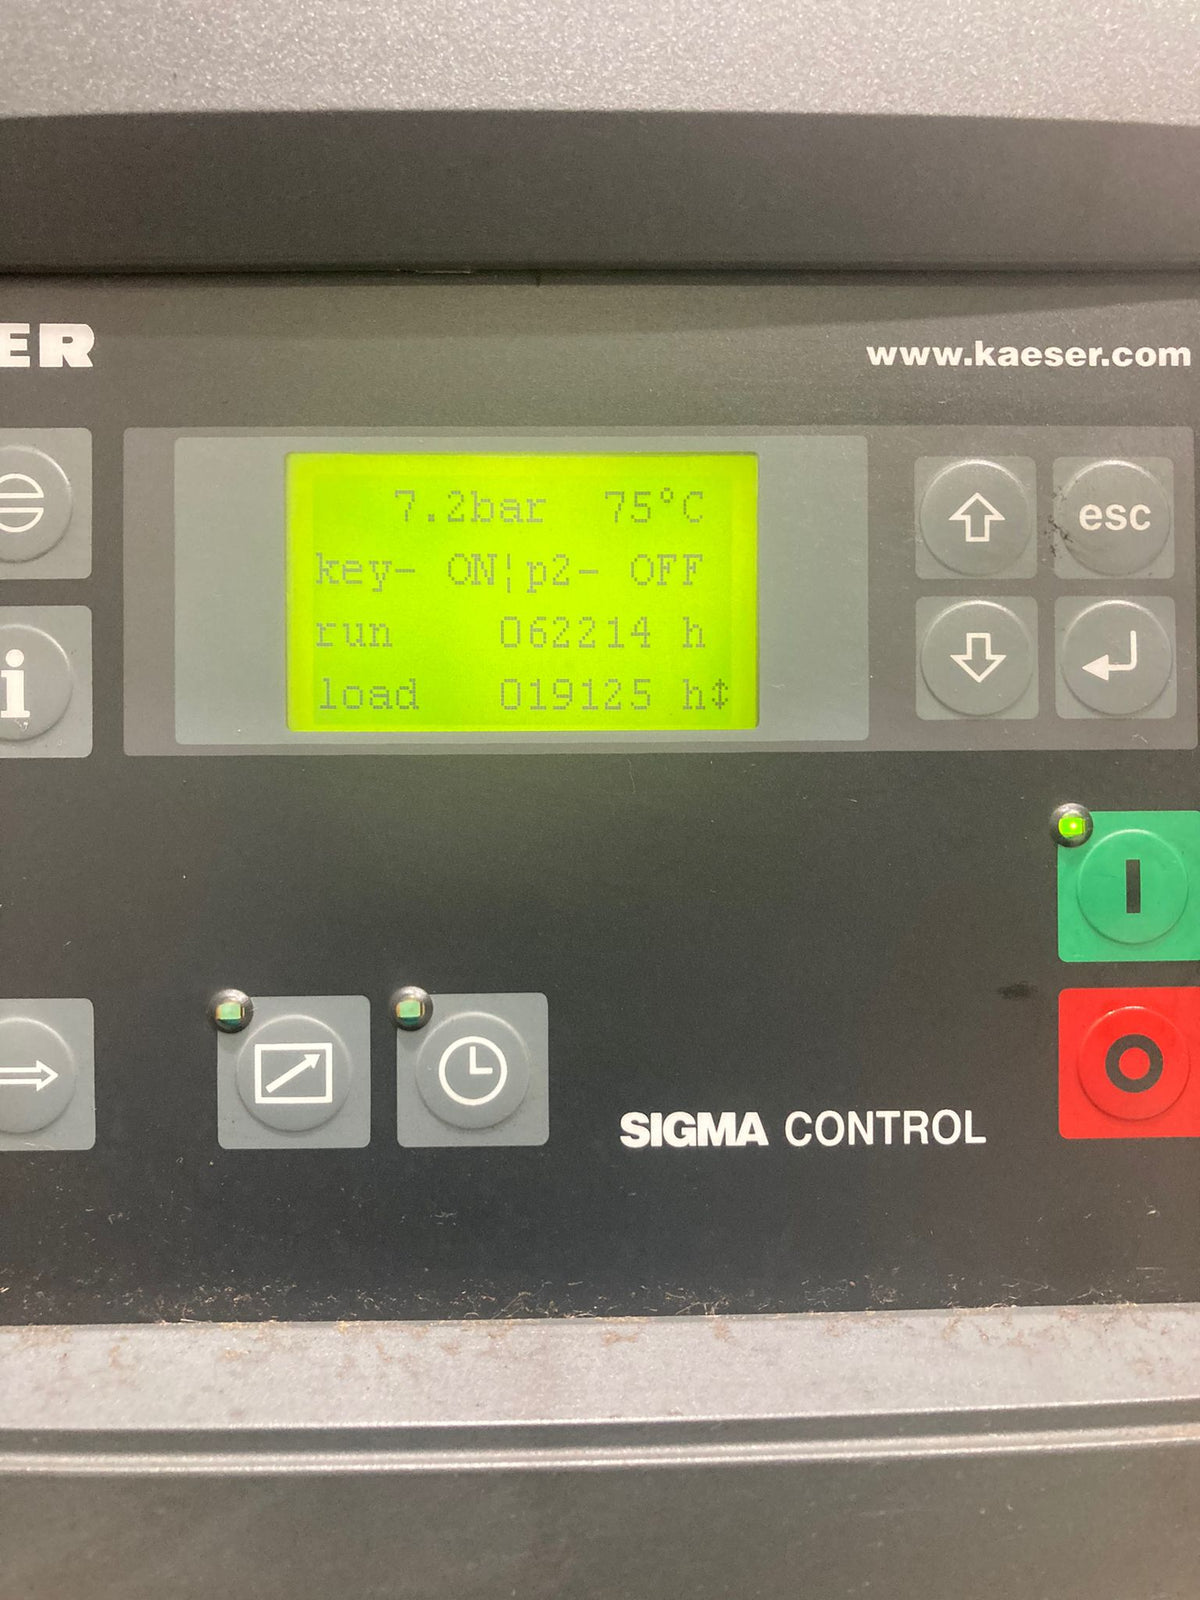 ER
www.kaeser.com
7.2bar 75°C
key- ON¦p2- OFF
run 062214 h
load 019125 h↕
esc
i
I
O
SIGMA CONTROL